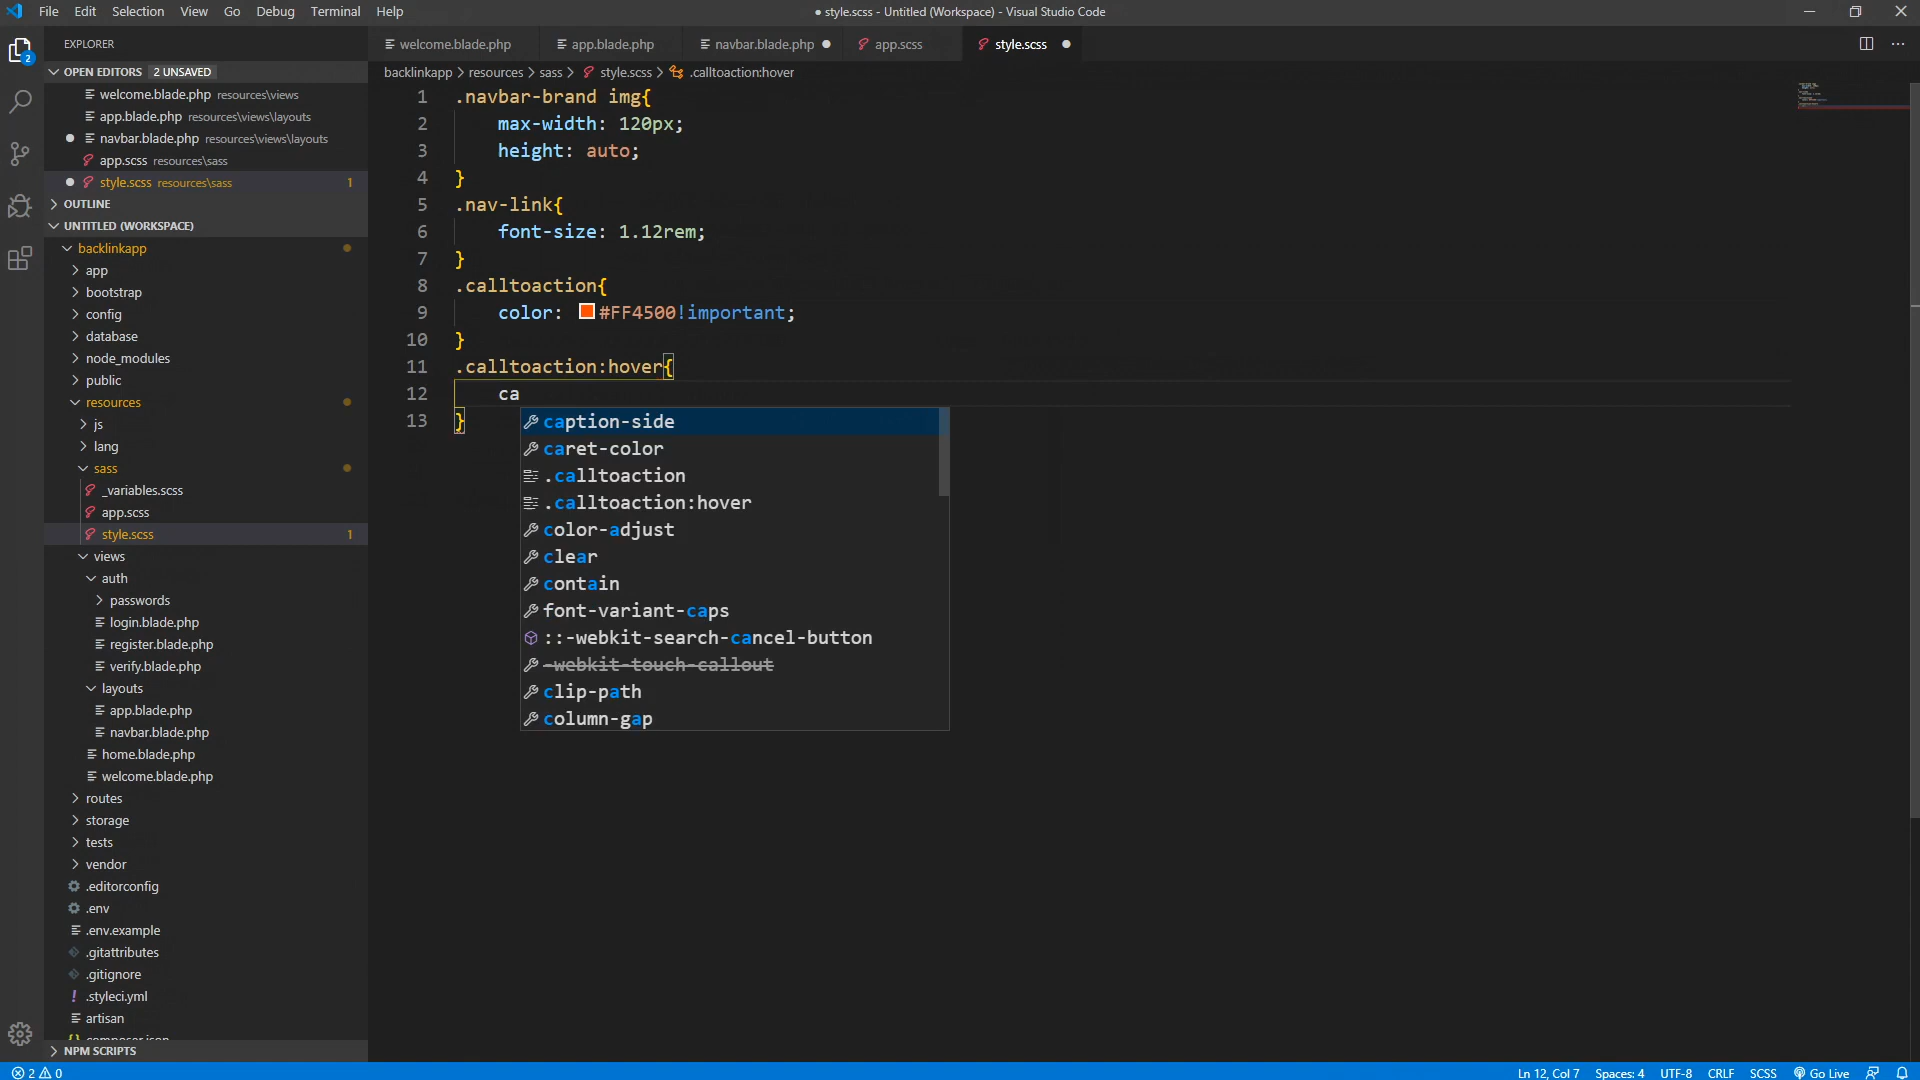 File Edit Selection View Go Debug Terminal Help
● style.scss - Untitled (Workspace) - Visual Studio Code
EXPLORER
welcome.blade.php app.blade.php navbar.blade.php ● app.scss style.scss ●
OPEN EDITORS 2 UNSAVED
backlinkapp > resources > sass > style.scss > .calltoaction:hover
welcome.blade.php resources\views
app.blade.php resources\views\layouts
● navbar.blade.php resources\views\layouts
app.scss resources\sass
● style.scss resources\sass 1
OUTLINE
UNTITLED (WORKSPACE)
backlinkapp
app
bootstrap
config
database
node_modules
public
resources
js
lang
sass
_variables.scss
app.scss
style.scss 1
views
auth
passwords
login.blade.php
register.blade.php
verify.blade.php
layouts
app.blade.php
navbar.blade.php
home.blade.php
welcome.blade.php
routes
storage
tests
vendor
.editorconfig
.env
.env.example
.gitattributes
.gitignore
! .styleci.yml
artisan
{} composer.json
NPM SCRIPTS
2
1 .navbar-brand img{
2 max-width: 120px;
3 height: auto;
4 }
5 .nav-link{
6 font-size: 1.12rem;
7 }
8 .calltoaction{
9 color: #FF4500!important;
10 }
11 .calltoaction:hover{
12 ca
13 }
caption-side
caret-color
.calltoaction
.calltoaction:hover
color-adjust
clear
contain
font-variant-caps
::-webkit-search-cancel-button
-webkit-touch-callout
clip-path
column-gap
2 0
Ln 12, Col 7 Spaces: 4 UTF-8 CRLF SCSS Go Live